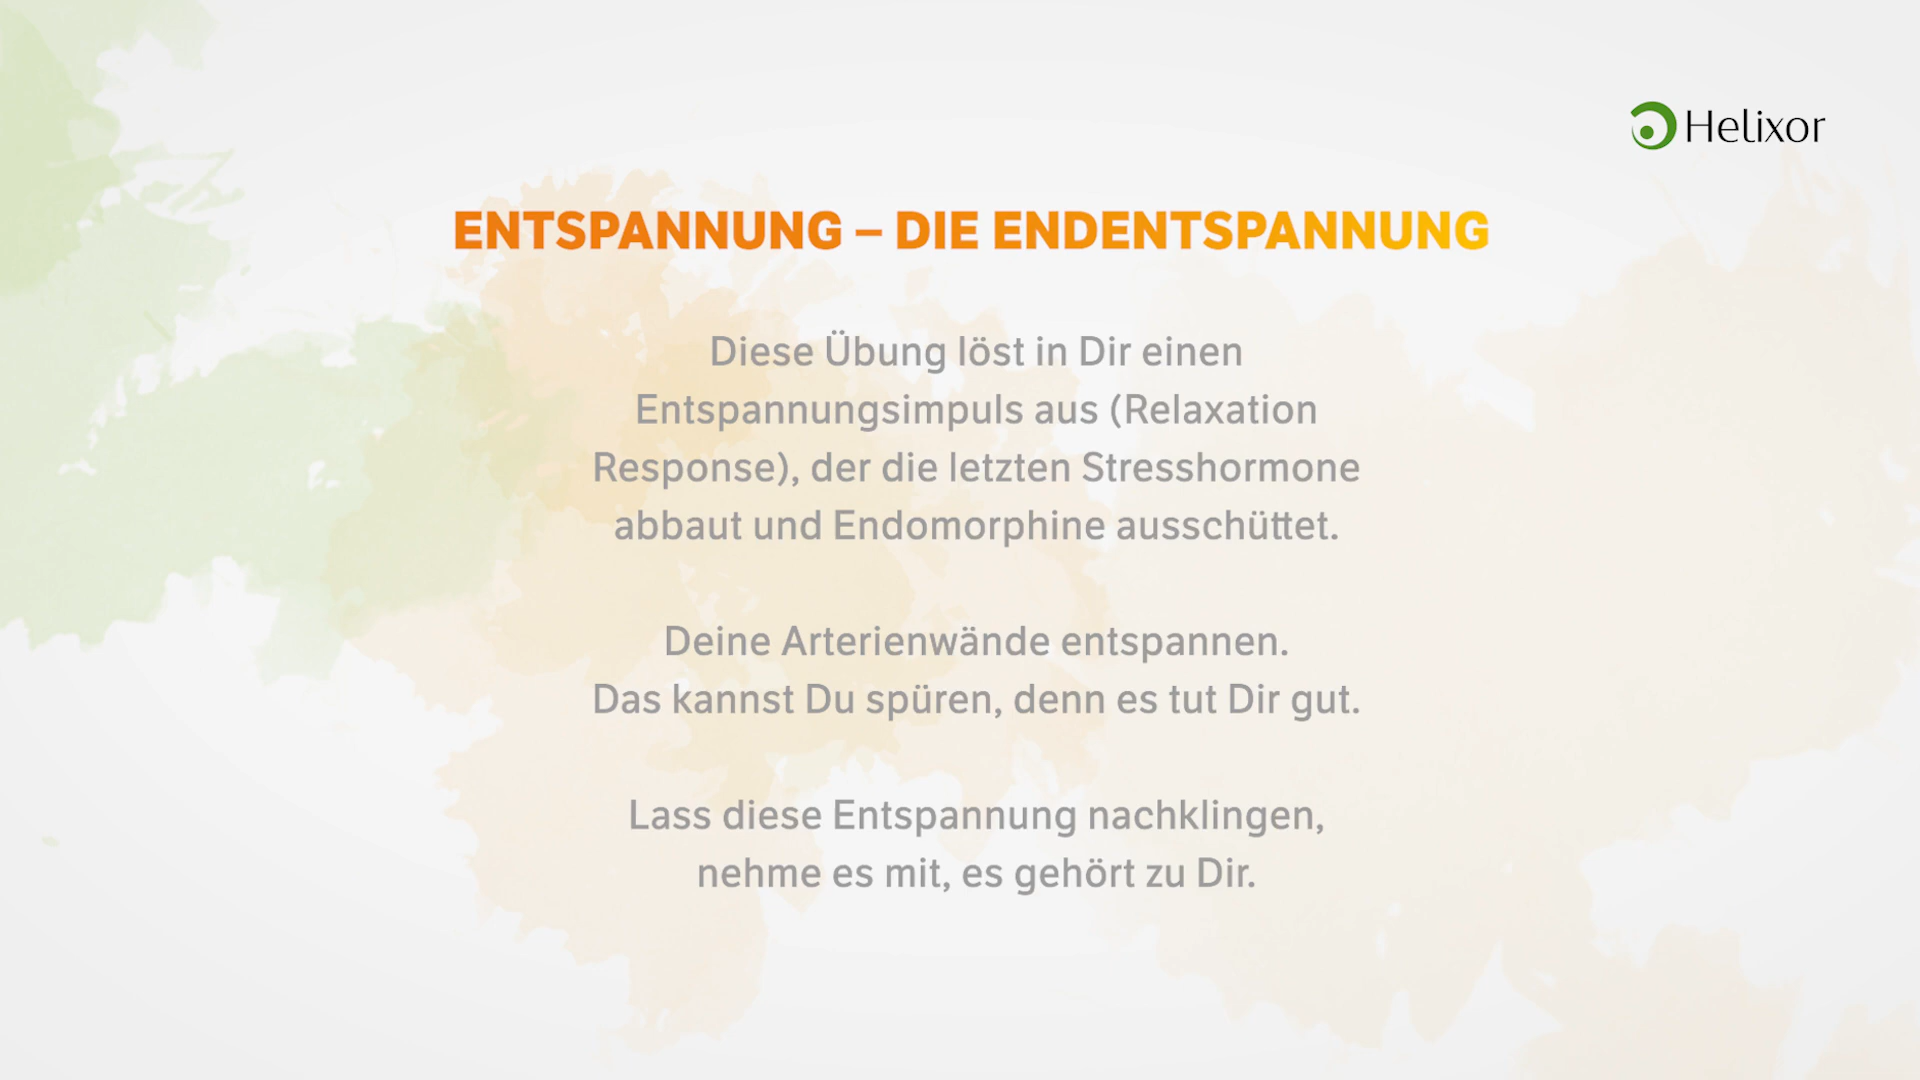 Helixor
ENTSPANNUNG – DIE ENDENTSPANNUNG
Diese Übung löst in Dir einen
Entspannungsimpuls aus (Relaxation
Response), der die letzten Stresshormone
abbaut und Endomorphine ausschüttet.
Deine Arterienwände entspannen.
Das kannst Du spüren, denn es tut Dir gut.
Lass diese Entspannung nachklingen,
nehme es mit, es gehört zu Dir.